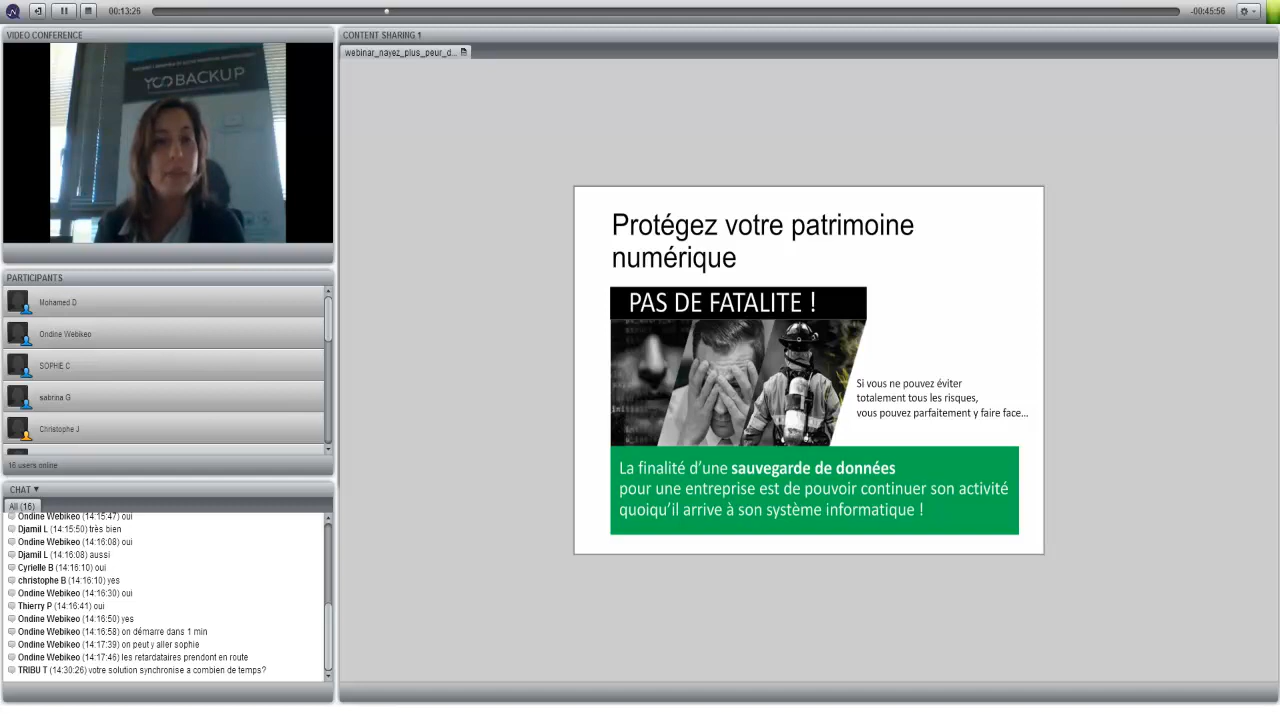 00:13:26
-00:45:56
VIDEO CONFERENCE
YOOBACKUP
PARTICIPANTS
Mohamed D
Ondine Webikeo
SOPHIE C
sabrina G
Christophe J
16 users online
CHAT
All (16)
Ondine Webikeo (14:15:47) oui
Djamil L (14:15:50) très bien
Ondine Webikeo (14:16:08) oui
Djamil L (14:16:08) aussi
Cyrielle B (14:16:10) oui
christophe B (14:16:10) yes
Ondine Webikeo (14:16:30) oui
Thierry P (14:16:41) oui
Ondine Webikeo (14:16:50) yes
Ondine Webikeo (14:16:58) on démarre dans 1 min
Ondine Webikeo (14:17:39) on peut y aller sophie
Ondine Webikeo (14:17:46) les retardataires prendont en route
TRIBU T (14:30:26) votre solution synchronise a combien de temps?
CONTENT SHARING 1
webinar_nayez_plus_peur_d...
Protégez votre patrimoine
numérique
PAS DE FATALITE !
Si vous ne pouvez éviter
totalement tous les risques,
vous pouvez parfaitement y faire face...
La finalité d'une sauvegarde de données
pour une entreprise est de pouvoir continuer son activité
quoiqu'il arrive à son système informatique !